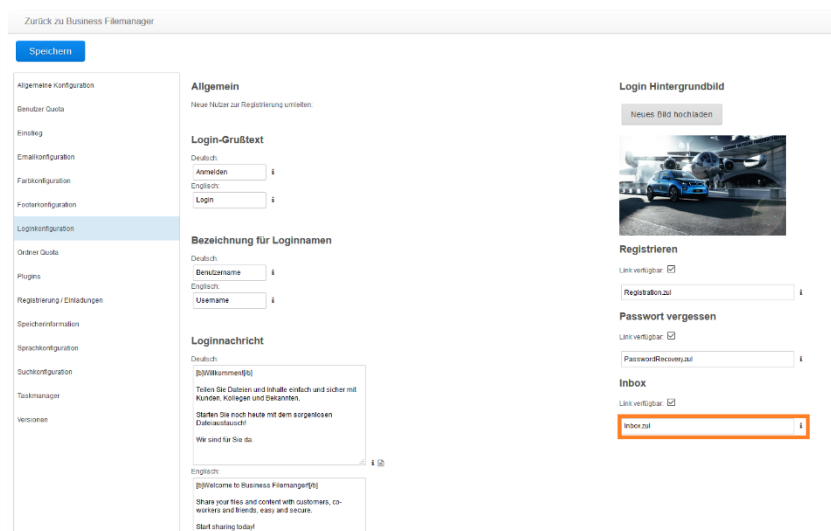 Zurück zu Business Filemanager
Speichern
Allgemeine Konfiguration
Benutzer Quota
Einstieg
Emailkonfiguration
Farbkonfiguration
Footerkonfiguration
Loginkonfiguration
Ordner Quota
Plugins
Registrierung / Einladungen
Speicherinformation
Sprachkonfiguration
Suchkonfiguration
Taskmanager
Versionen
Allgemein
Neue Nutzer zur Registrierung umleiten:
Login-Grußtext
Deutsch:
Anmelden
Englisch:
Login
Bezeichnung für Loginnamen
Deutsch:
Benutzername
Englisch:
Username
Loginnachricht
Deutsch:
[b]Willkommen![/b]
Teilen Sie Dateien und Inhalte einfach und sicher mit
Kunden, Kollegen und Bekannten.
Starten Sie noch heute mit dem sorgenlosen
Dateiaustausch!
Wir sind für Sie da.
Englisch:
[b]Welcome to Business Filemanger![/b]
Share your files and content with customers, co-
workers and friends, easy and secure.
Start sharing today!
Login Hintergrundbild
Neues Bild hochladen
Registrieren
Link verfügbar:
Registration.zul
Passwort vergessen
Link verfügbar:
PasswordRecovery.zul
Inbox
Link verfügbar:
Inbox.zul